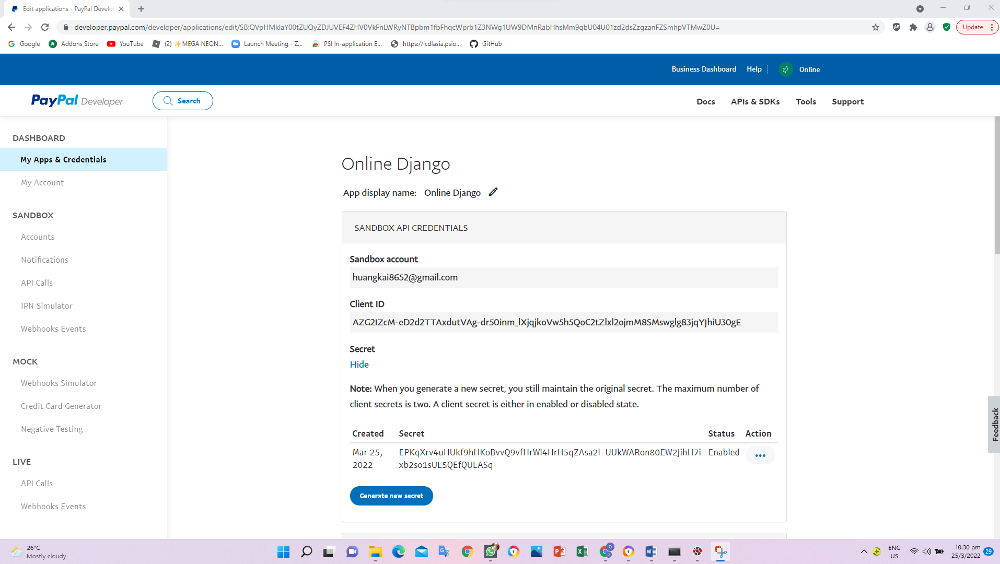 Edit applications - PayPal Develo
developer.paypal.com/developer/applications/edit/SB:QVpHMklaY00tZUQyZDJUVEF4ZHV0VkFnLWRyNTBpbm1fbFhqcWprb1Z3NWg1UW9DMnRabHhsMm9qbU04U01zd2dsZzgzanFZSmhpVTMwZ0U=
Update
Google
Addons Store
YouTube
(2) ✨MEGA NEON...
Launch Meeting - Z...
PSI In-application E...
https://icdlasia.psio...
GitHub
Business Dashboard
Help
Online
PayPal Developer
Search
Docs
APIs & SDKs
Tools
Support
DASHBOARD
My Apps & Credentials
My Account
SANDBOX
Accounts
Notifications
API Calls
IPN Simulator
Webhooks Events
MOCK
Webhooks Simulator
Credit Card Generator
Negative Testing
LIVE
API Calls
Webhooks Events
Online Django
App display name: Online Django
SANDBOX API CREDENTIALS
Sandbox account
huangkai8652@gmail.com
Client ID
AZG2IZcM-eD2d2TTAxdutVAg-dr50inm_lXjqjkoVw5h5QoC2tZlxl2ojmM8SMswglg83jqYJhiU30gE
Secret
Hide
Note: When you generate a new secret, you still maintain the original secret. The maximum number of
client secrets is two. A client secret is either in enabled or disabled state.
Created Secret Status Action
Mar 25, EPKqXrv4uHUkf9hHKoBvvQ9vfHrWl4HrH5qZAsa2l-UUkWARon80EW2JihH7i Enabled
2022 xb2so1sUL5QEfQULASq
Generate new secret
Feedback
26°C
Mostly cloudy
ENG
US
10:30 pm
25/3/2022
29